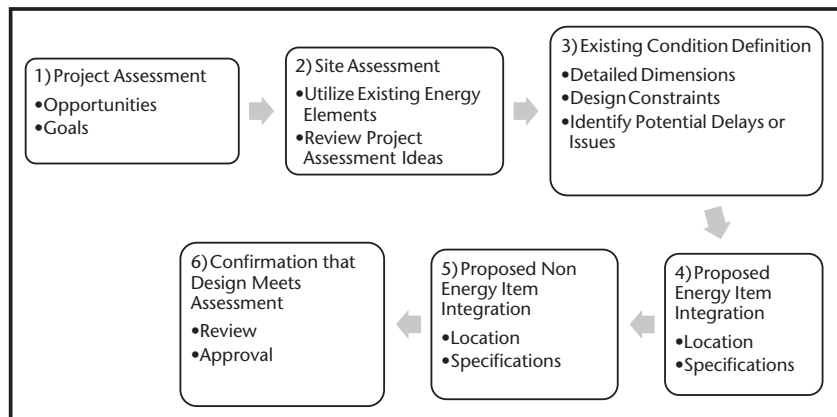 1) Project Assessment
•Opportunities
•Goals
2) Site Assessment
•Utilize Existing Energy
Elements
•Review Project
Assessment Ideas
3) Existing Condition Definition
•Detailed Dimensions
•Design Constraints
•Identify Potential Delays or
Issues
4) Proposed
Energy Item
Integration
•Location
•Specifications
5) Proposed Non
Energy Item
Integration
•Location
•Specifications
6) Confirmation that
Design Meets
Assessment
•Review
•Approval